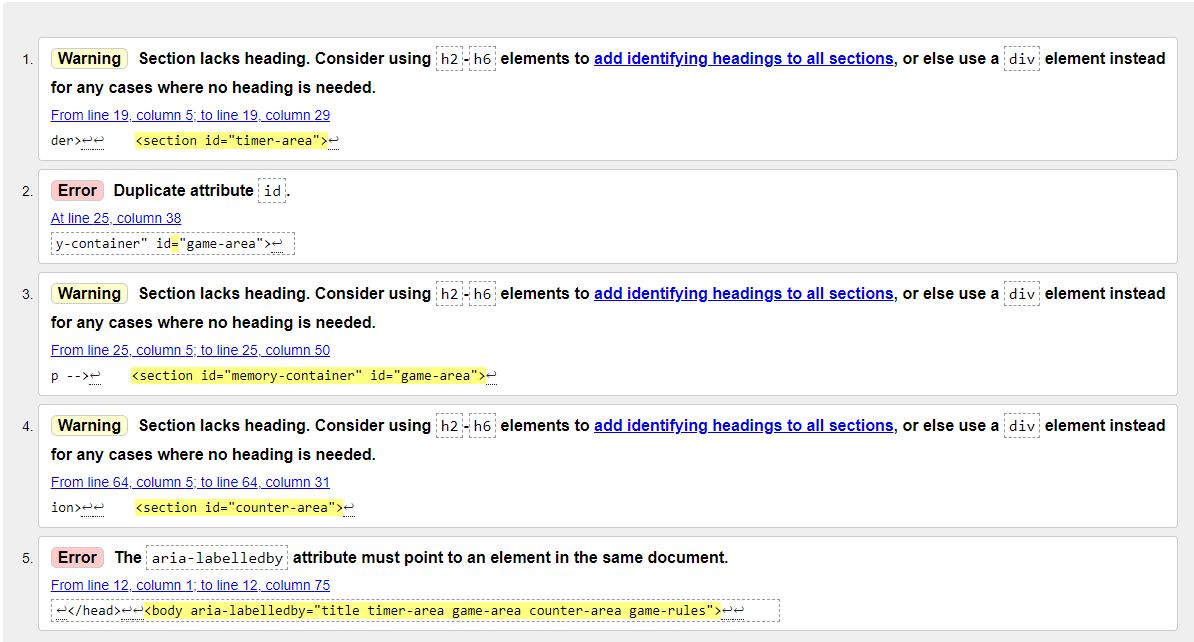 1. Warning Section lacks heading. Consider using h2-h6 elements to add identifying headings to all sections, or else use a div element instead
for any cases where no heading is needed.
From line 19, column 5; to line 19, column 29
der>↩↩    <section id="timer-area">↩
2. Error Duplicate attribute id.
At line 25, column 38
y-container" id="game-area">↩
3. Warning Section lacks heading. Consider using h2-h6 elements to add identifying headings to all sections, or else use a div element instead
for any cases where no heading is needed.
From line 25, column 5; to line 25, column 50
p -->↩    <section id="memory-container" id="game-area">↩
4. Warning Section lacks heading. Consider using h2-h6 elements to add identifying headings to all sections, or else use a div element instead
for any cases where no heading is needed.
From line 64, column 5; to line 64, column 31
ion>↩↩    <section id="counter-area">↩
5. Error The aria-labelledby attribute must point to an element in the same document.
From line 12, column 1; to line 12, column 75
↩</head>↩↩<body aria-labelledby="title timer-area game-area counter-area game-rules">↩↩